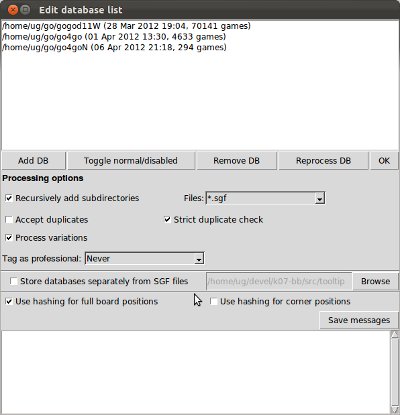 Edit database list
/home/ug/go/gogod11W (28 Mar 2012 19:04, 70141 games)
/home/ug/go/go4go (01 Apr 2012 13:30, 4633 games)
/home/ug/go/go4goN (06 Apr 2012 21:18, 294 games)
Add DB Toggle normal/disabled Remove DB Reprocess DB OK
Processing options
Recursively add subdirectories Files: *.sgf
Accept duplicates Strict duplicate check
Process variations
Tag as professional: Never
Store databases separately from SGF files /home/ug/devel/k07-bb/src/tooltip Browse
Use hashing for full board positions Use hashing for corner positions
Save messages